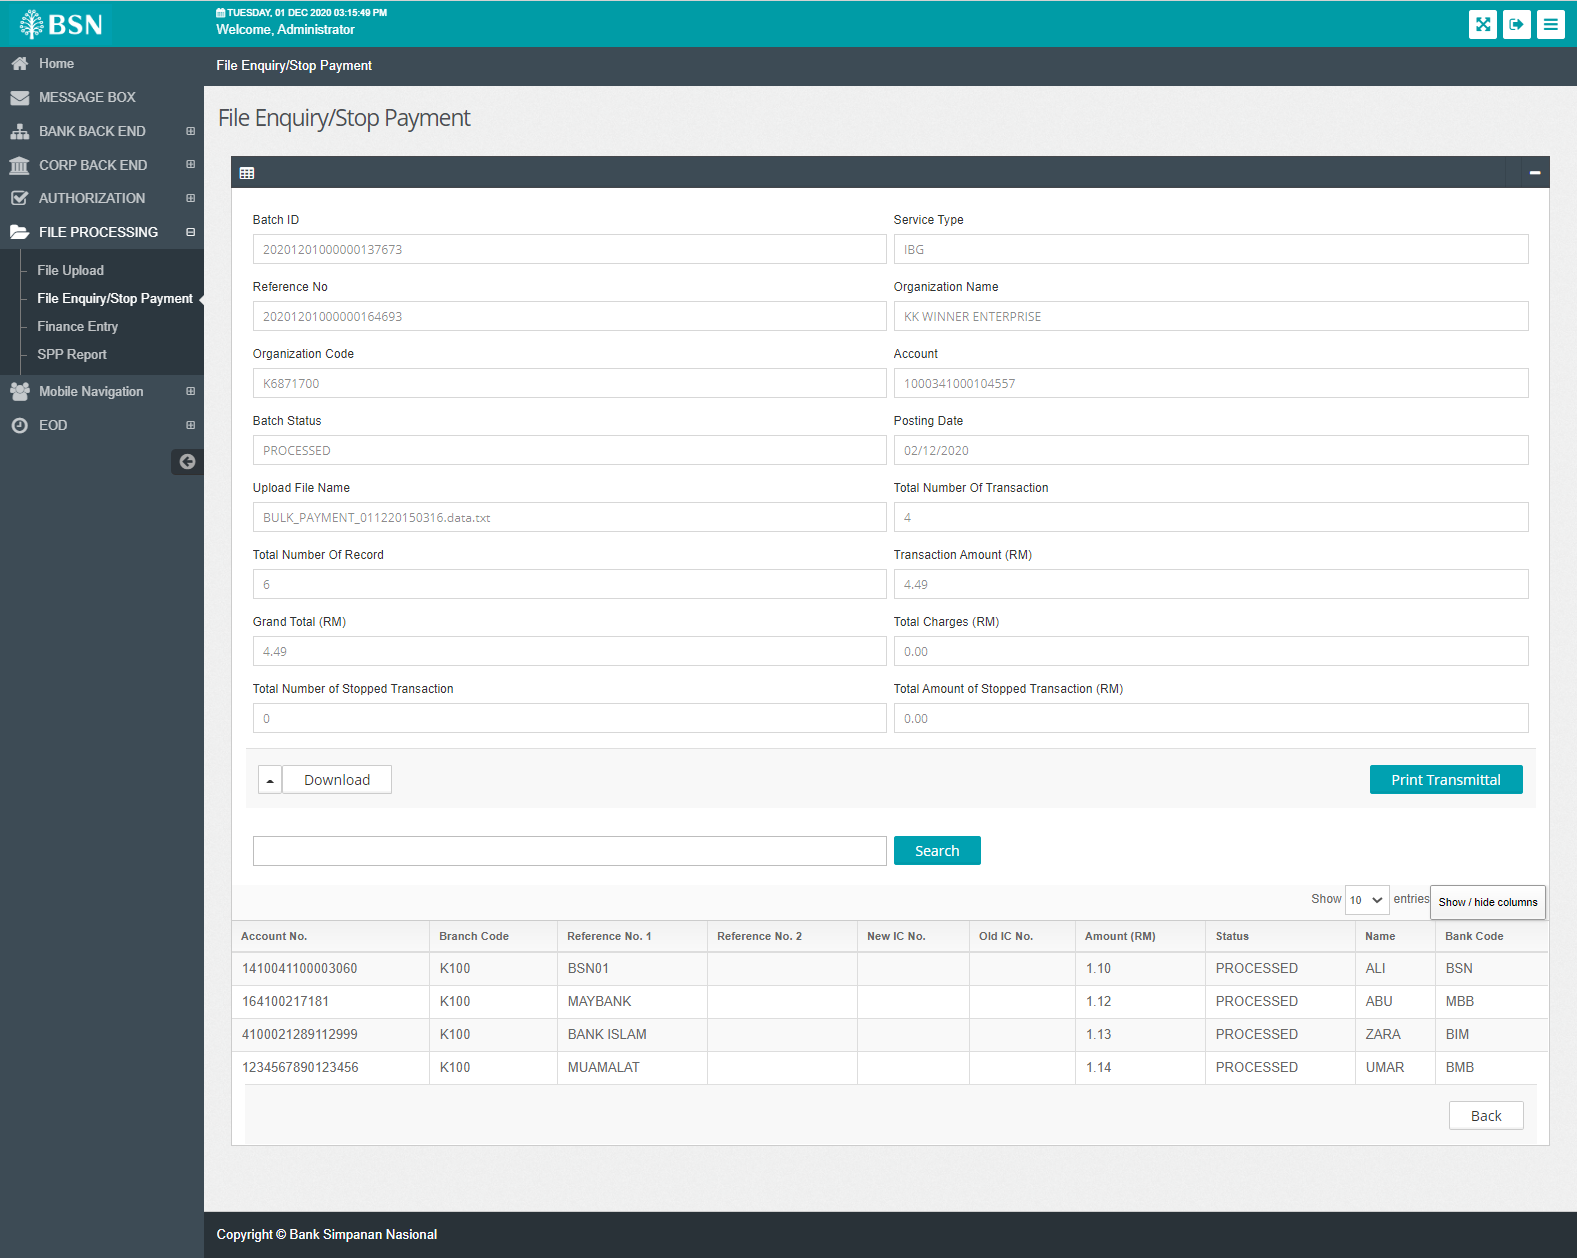 BSN
TUESDAY, 01 DEC 2020 03:15:49 PM
Welcome, Administrator
Home
MESSAGE BOX
BANK BACK END
CORP BACK END
AUTHORIZATION
FILE PROCESSING
File Upload
File Enquiry/Stop Payment
Finance Entry
SPP Report
Mobile Navigation
EOD
File Enquiry/Stop Payment
File Enquiry/Stop Payment
Batch ID
20201201000000137673
Service Type
IBG
Reference No
20201201000000164693
Organization Name
KK WINNER ENTERPRISE
Organization Code
K6871700
Account
1000341000104557
Batch Status
PROCESSED
Posting Date
02/12/2020
Upload File Name
BULK_PAYMENT_011220150316.data.txt
Total Number Of Transaction
4
Total Number Of Record
6
Transaction Amount (RM)
4.49
Grand Total (RM)
4.49
Total Charges (RM)
0.00
Total Number of Stopped Transaction
0
Total Amount of Stopped Transaction (RM)
0.00
Download
Print Transmittal
Search
Show 10 entries Show / hide columns
Account No. Branch Code Reference No. 1 Reference No. 2 New IC No. Old IC No. Amount (RM) Status Name Bank Code
1410041100003060 K100 BSN01 1.10 PROCESSED ALI BSN
164100217181 K100 MAYBANK 1.12 PROCESSED ABU MBB
4100021289112999 K100 BANK ISLAM 1.13 PROCESSED ZARA BIM
1234567890123456 K100 MUAMALAT 1.14 PROCESSED UMAR BMB
Back
Copyright © Bank Simpanan Nasional